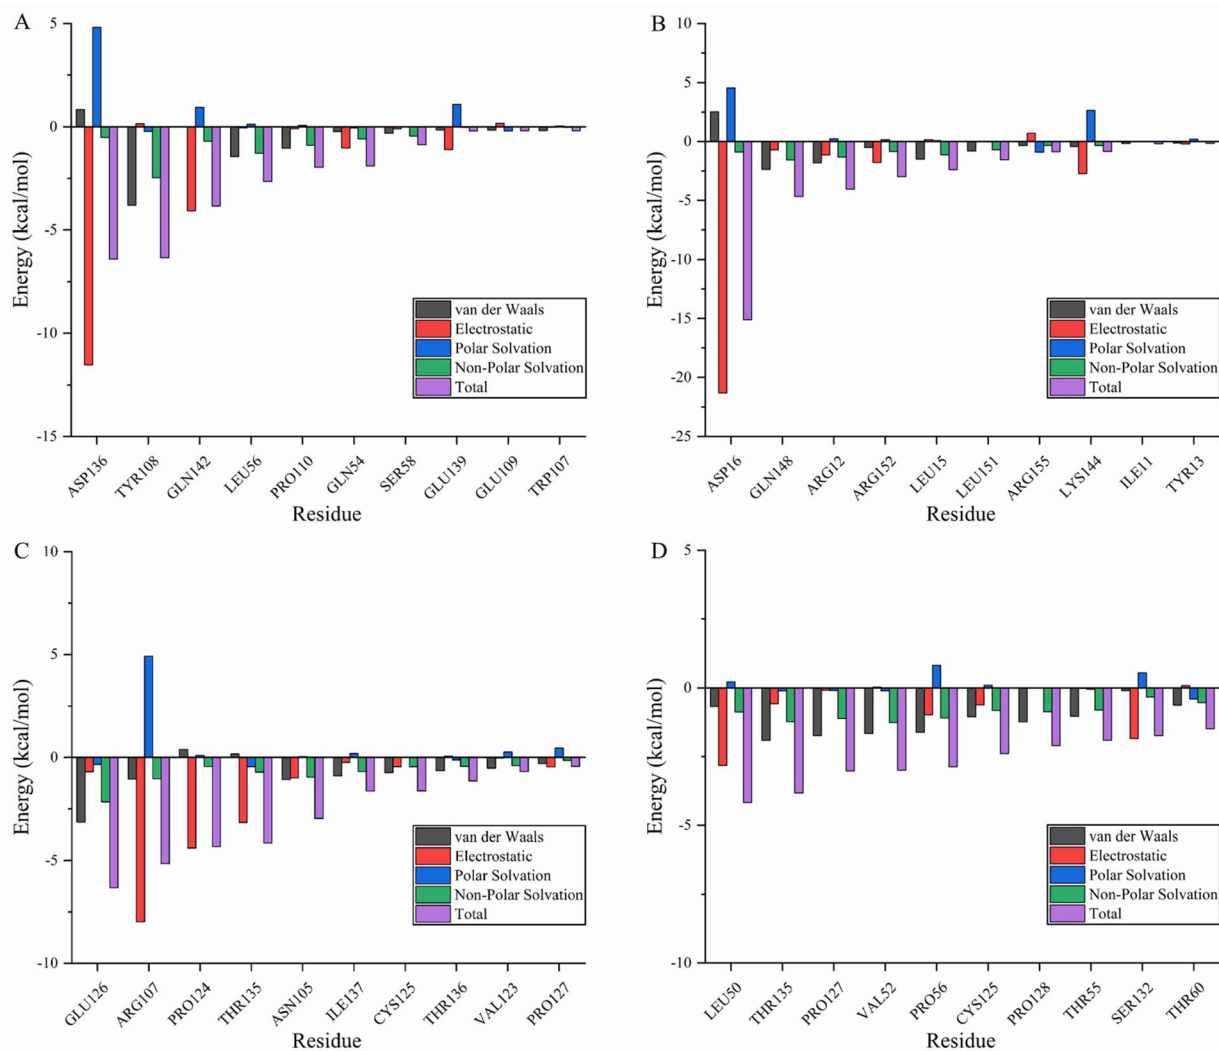 A
Energy (kcal/mol)
5
0
-5
-10
-15
van der Waals
Electrostatic
Polar Solvation
Non-Polar Solvation
Total
ASP136
TYR108
GLN142
LEU56
PRO110
GLN54
SER58
GLU139
GLU109
TRP107
Residue
B
Energy (kcal/mol)
10
5
0
-5
-10
-15
-20
-25
van der Waals
Electrostatic
Polar Solvation
Non-Polar Solvation
Total
ASP16
GLN148
ARG12
ARG152
LEU15
LEU151
ARG155
LYS144
ILE11
TYR13
Residue
C
Energy (kcal/mol)
10
5
0
-5
-10
van der Waals
Electrostatic
Polar Solvation
Non-Polar Solvation
Total
GLU126
ARG107
PRO124
THR135
ASN105
ILE137
CYS125
THR136
VAL123
PRO127
Residue
D
Energy (kcal/mol)
5
0
-5
-10
van der Waals
Electrostatic
Polar Solvation
Non-Polar Solvation
Total
LEU50
THR135
PRO127
VAL52
PRO56
CYS125
PRO128
THR55
SER132
THR60
Residue